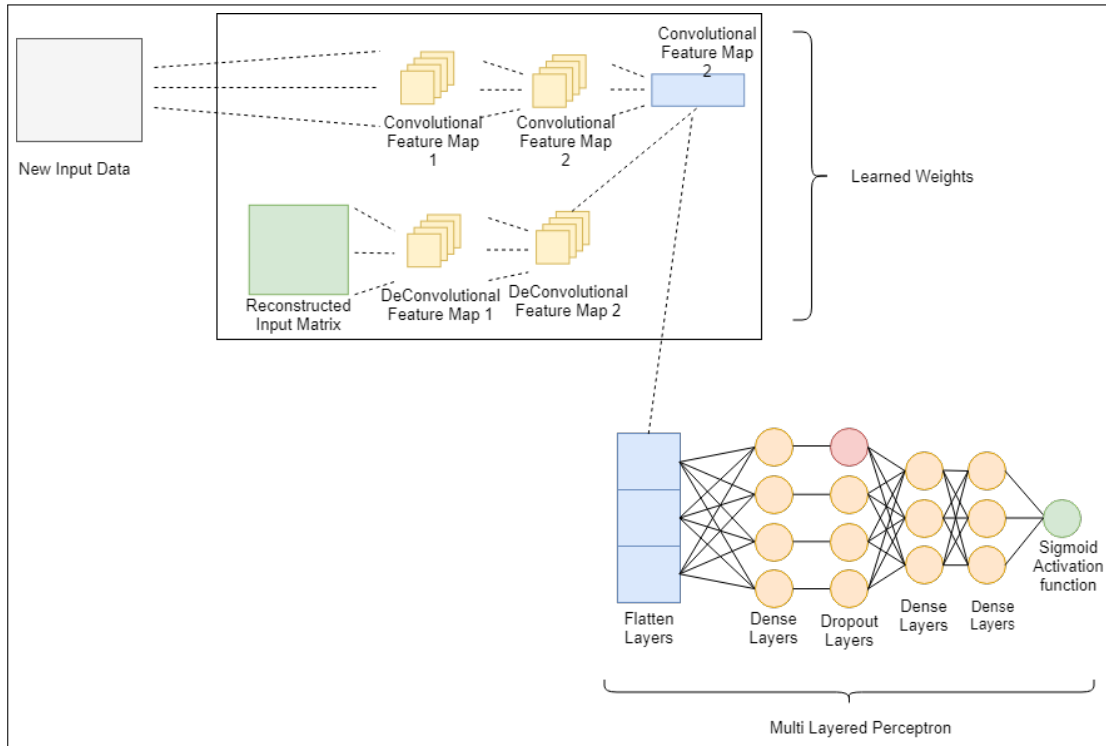 Convolutional
Feature Map
2
New Input Data
Convolutional
Feature Map
1
Convolutional
Feature Map
2
Learned Weights
Reconstructed
Input Matrix
DeConvolutional
Feature Map 1
DeConvolutional
Feature Map 2
Flatten
Layers
Dense
Layers
Dropout
Layers
Dense
Layers
Dense
Layers
Sigmoid
Activation
function
Multi Layered Perceptron